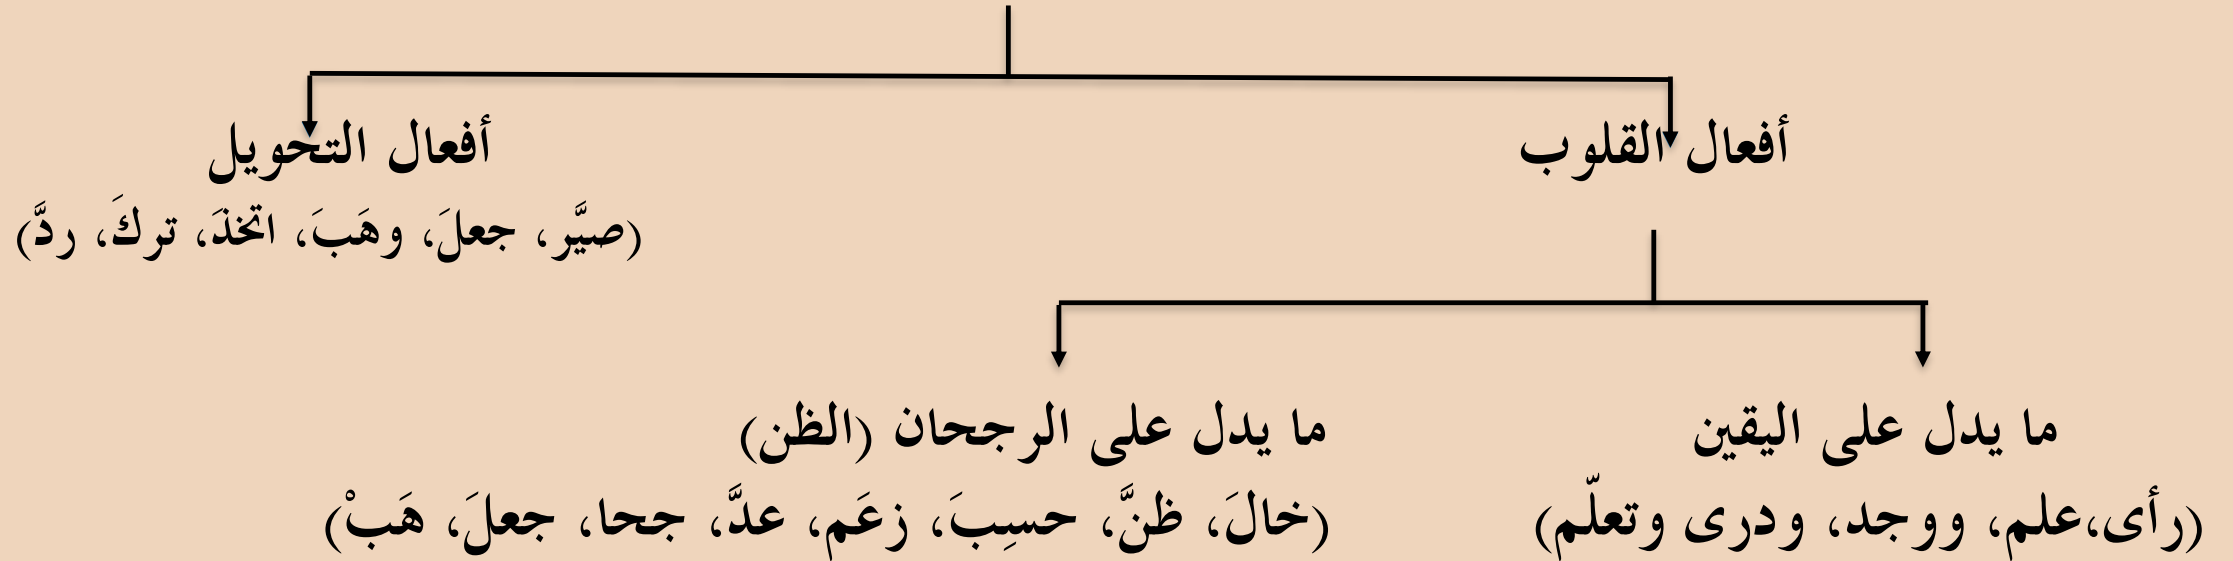 أفعال القلوب
أفعال التحويل
(صيَّر، جعلَ، وهَبَ، اتخذَ، تركَ، ردَّ)
ما يدل على اليقين
(رأى،علم، ووجد، ودرى وتعلّم)
ما يدل على الرجحان (الظن)
(خالَ، ظنَّ، حسِبَ، زعَم، عدَّ، جحا، جعلَ، هَبْ)